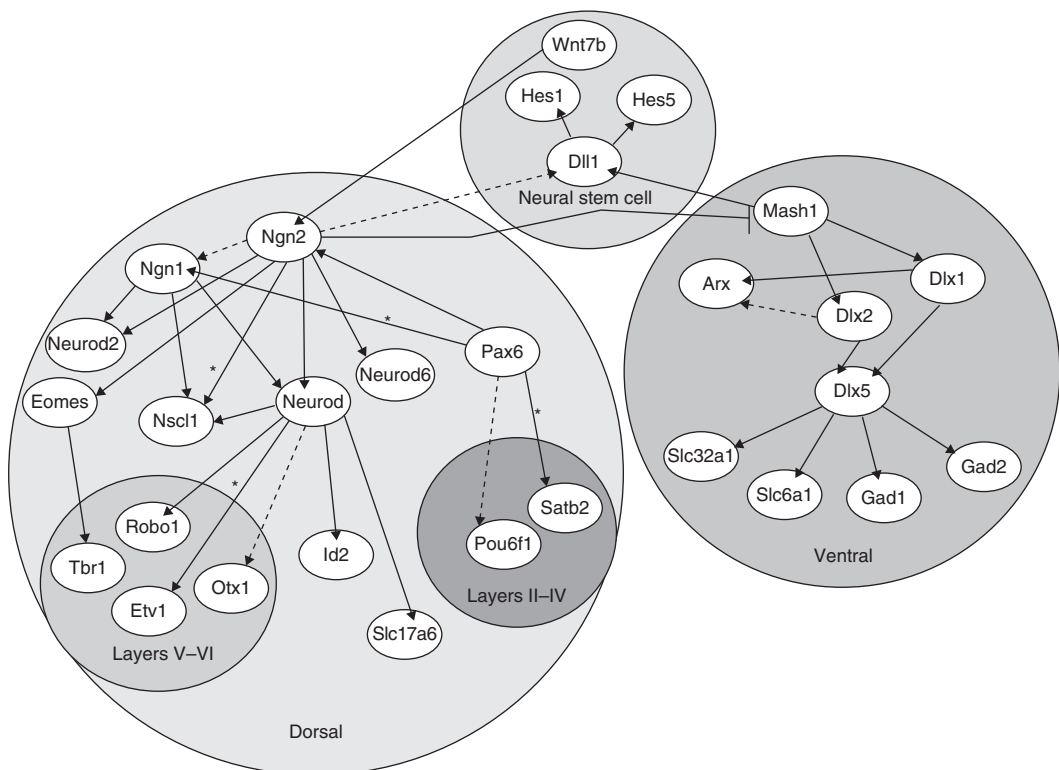 Wnt7b
Hes1
Hes5
Dll1
Neural stem cell
Mash1
Ngn2
Ngn1
Arx
Dlx1
Dlx2
*
Neurod2
Pax6
*
Neurod6
Eomes
Neurod
Nscl1
Dlx5
*
Slc32a1
Gad2
*
Slc6a1
Gad1
Satb2
Robo1
Pou6f1
Id2
Ventral
Tbr1
Otx1
Layers II–IV
Etv1
Slc17a6
Layers V–VI
Dorsal